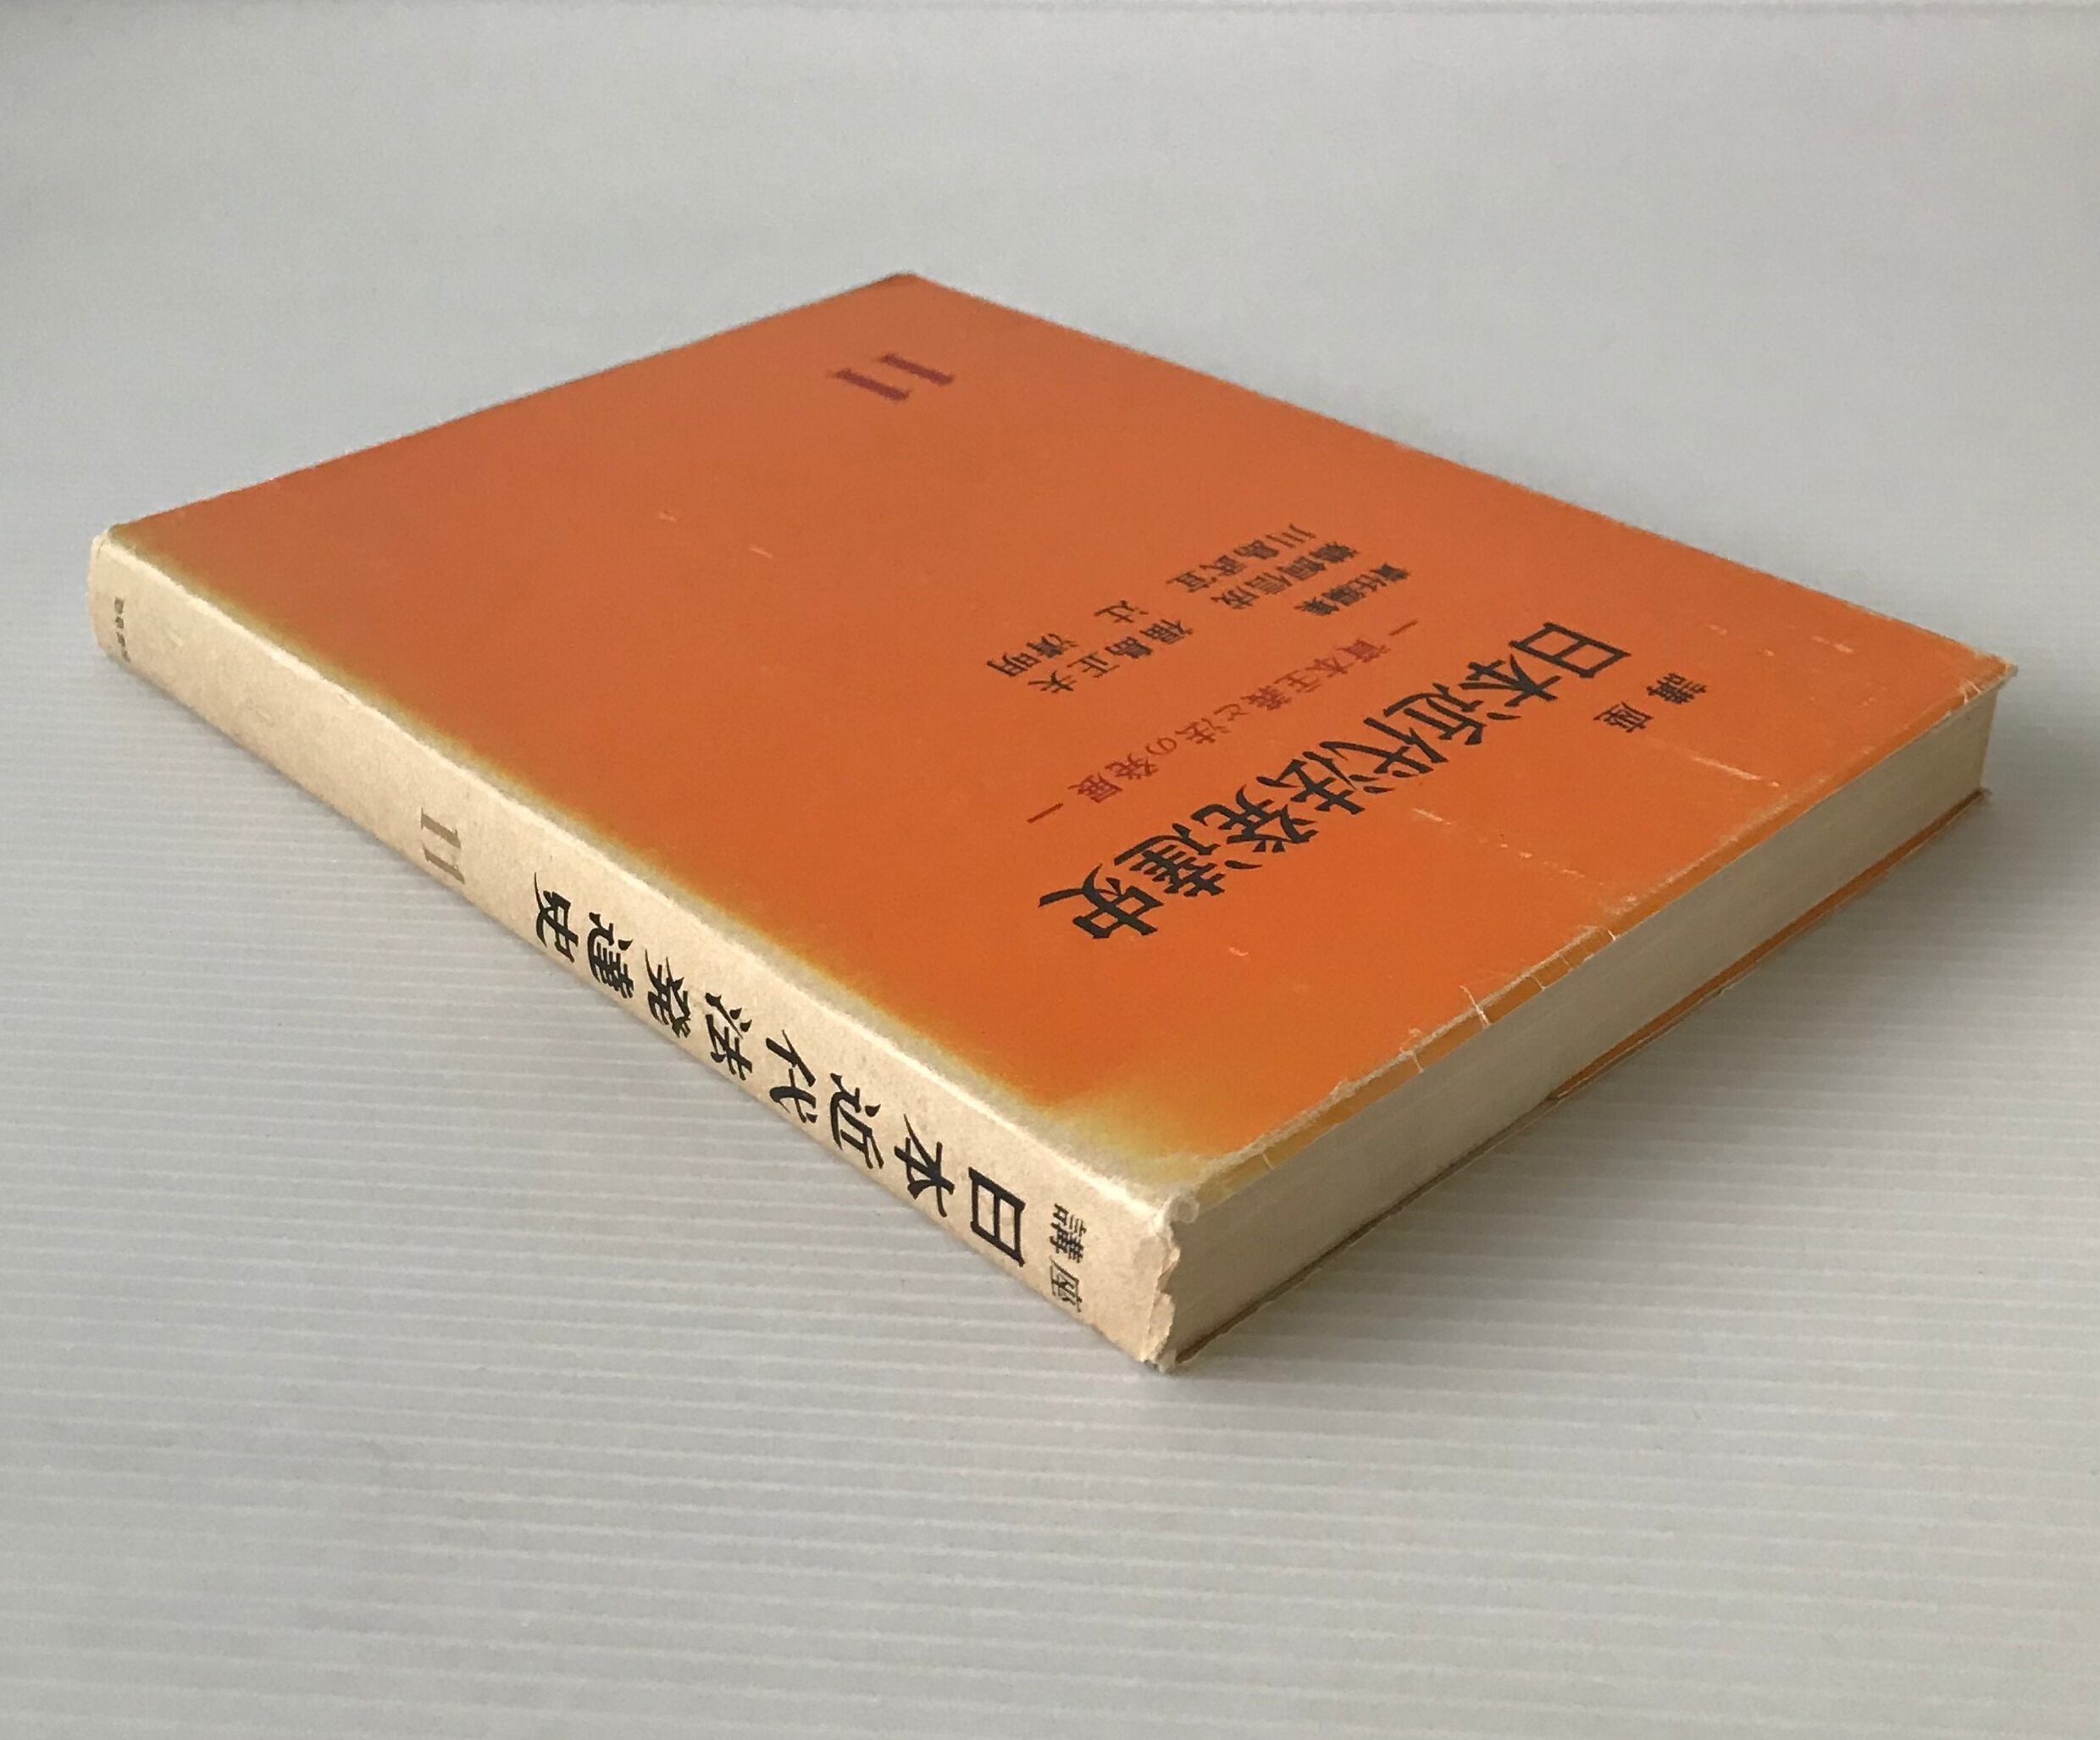 講座
日本近代法発達史
―資本主義と法の発展―
責任編集
鵜飼信成 福島正夫
川島武宜 辻 清明
11
講座
日本近代法発達史
11